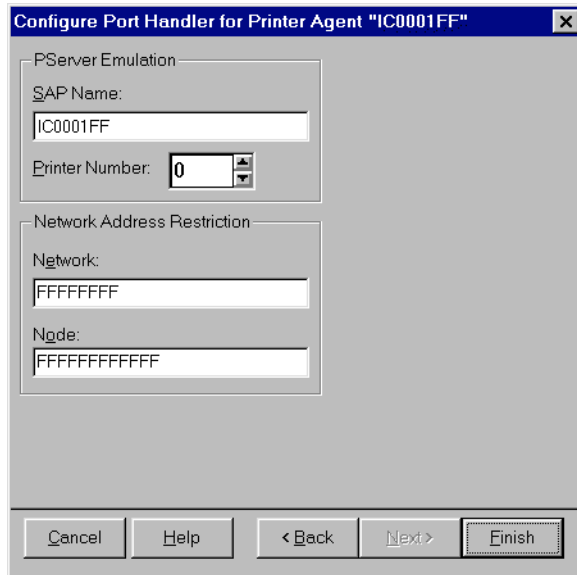 Configure Port Handler for Printer Agent "IC0001FF"
PServer Emulation
SAP Name:
IC0001FF
Printer Number: 0
Network Address Restriction
Network:
FFFFFFFF
Node:
FFFFFFFFFFFF
Cancel Help < Back Next > Finish